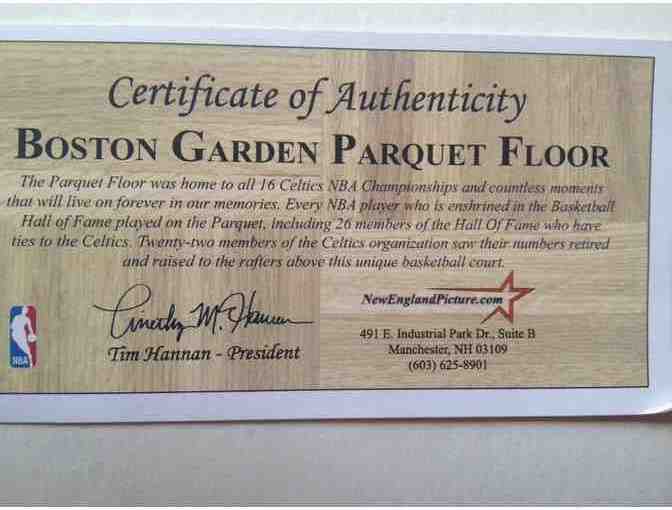 Certificate of Authenticity
BOSTON GARDEN PARQUET FLOOR
The Parquet Floor was home to all 16 Celtics NBA Championships and countless moments
that will live on forever in our memories. Every NBA player who is enshrined in the Basketball
Hall of Fame played on the Parquet, including 26 members of the Hall Of Fame who have
ties to the Celtics. Twenty-two members of the Celtics organization saw their numbers retired
and raised to the rafters above this unique basketball court.
Timothy M. Hannan
NewEnglandPicture.com
491 E. Industrial Park Dr., Suite B
Manchester, NH 03109
(603) 625-8901
NBA
Tim Hannan - President